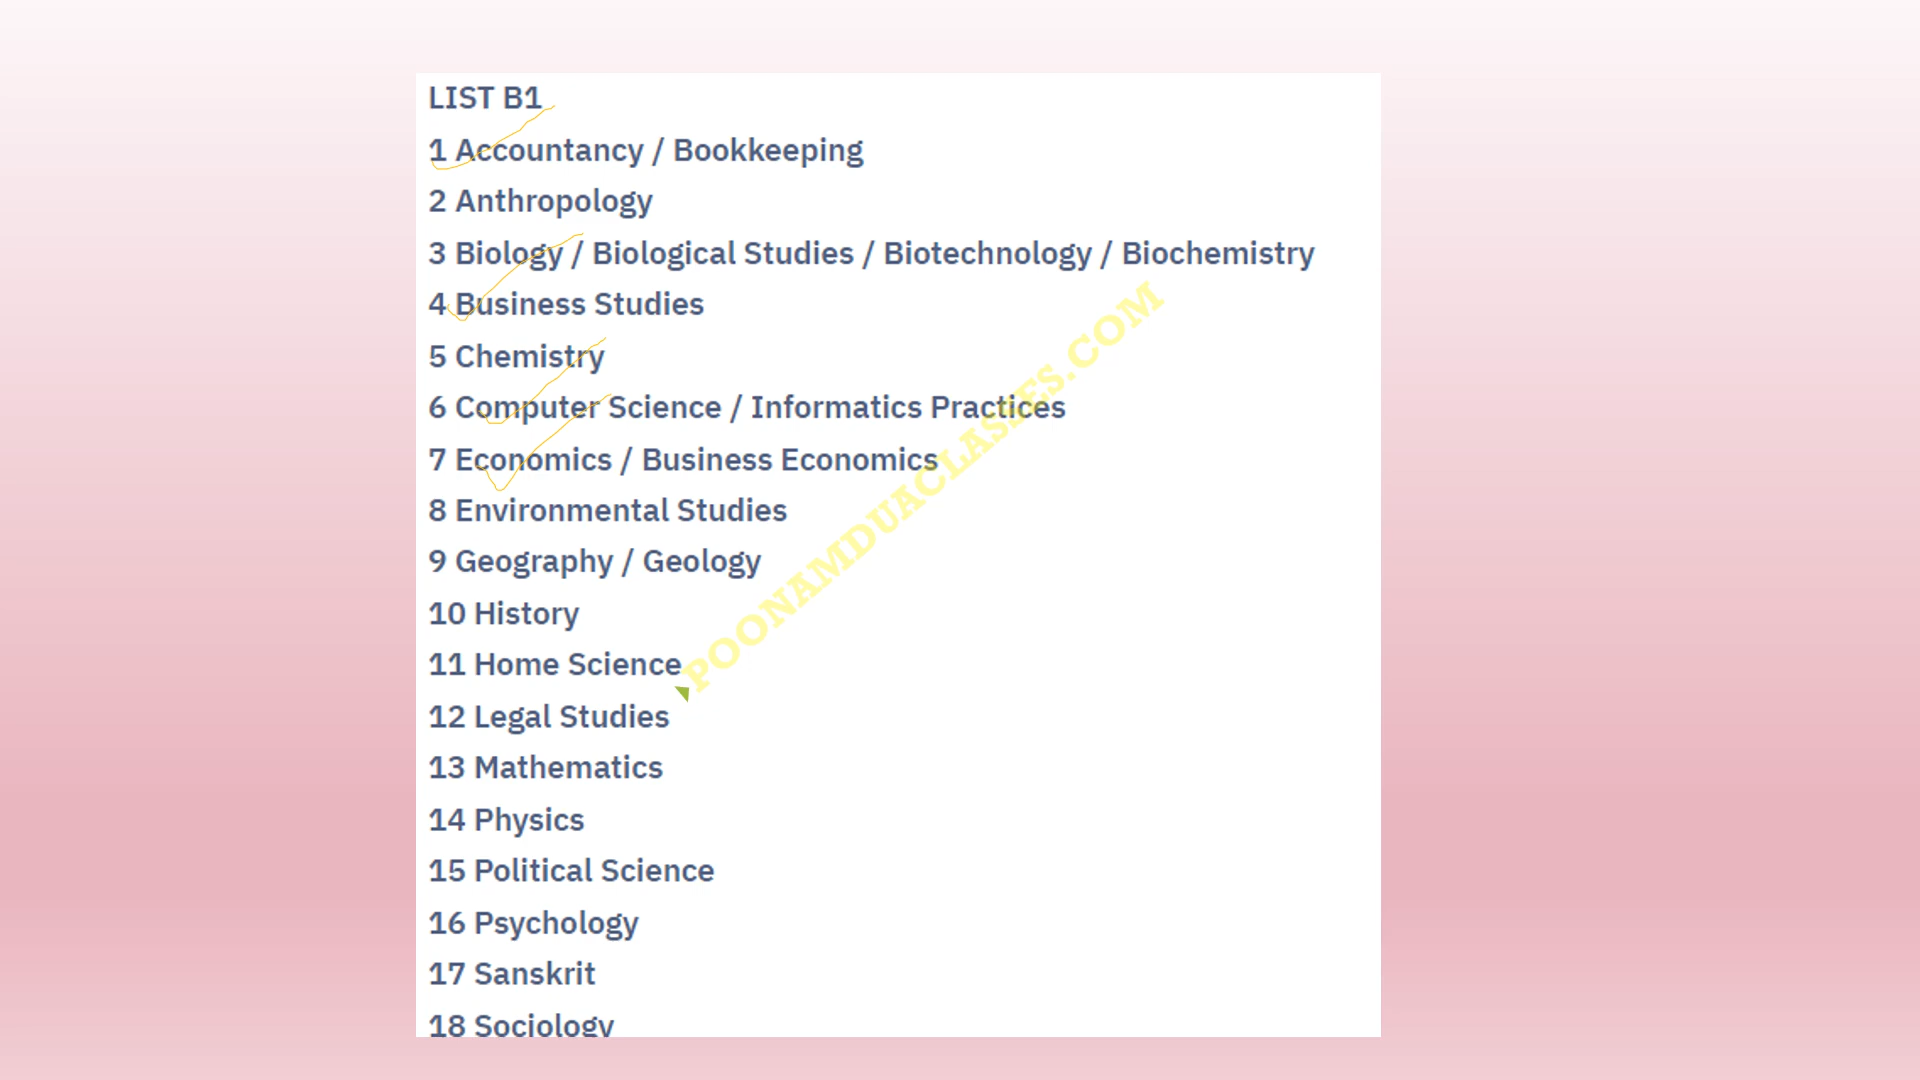 LIST B1
1 Accountancy / Bookkeeping
2 Anthropology
3 Biology / Biological Studies / Biotechnology / Biochemistry
4 Business Studies
5 Chemistry
6 Computer Science / Informatics Practices
7 Economics / Business Economics
8 Environmental Studies
9 Geography / Geology
10 History
11 Home Science
12 Legal Studies
13 Mathematics
14 Physics
15 Political Science
16 Psychology
17 Sanskrit
18 Sociology
POONAMDUACLASSES.COM